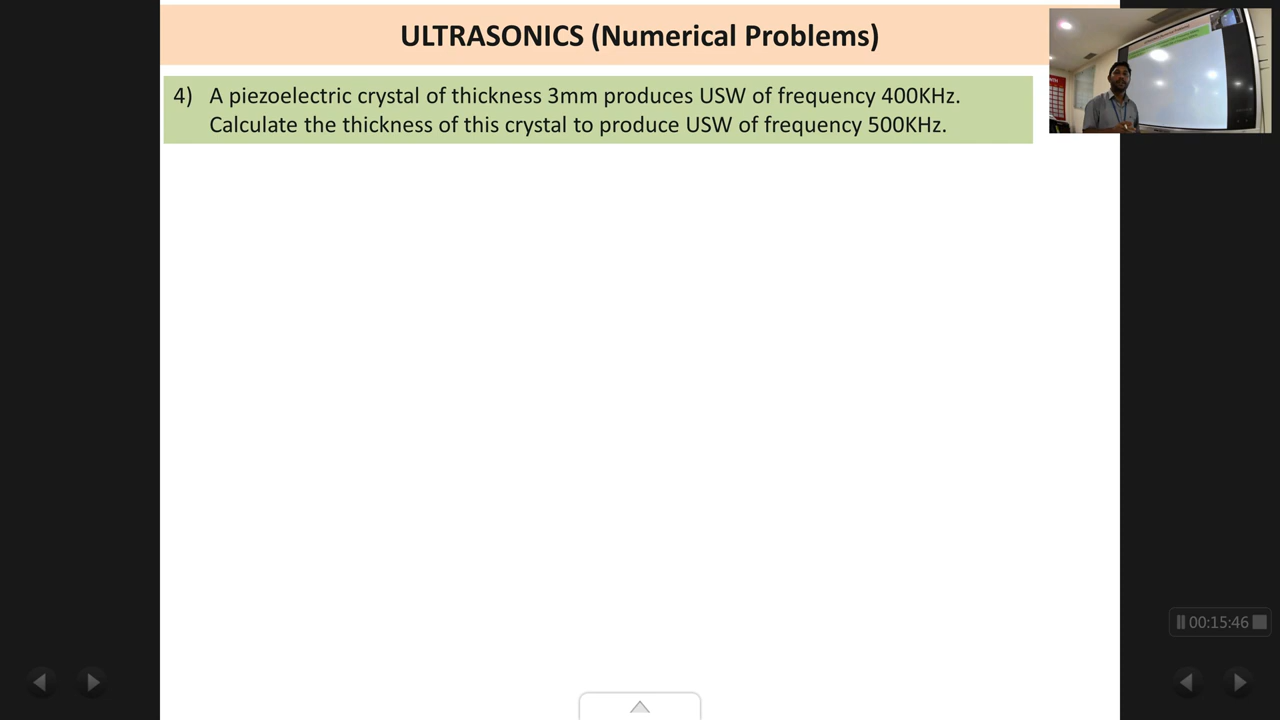 ULTRASONICS (Numerical Problems)
4) A piezoelectric crystal of thickness 3mm produces USW of frequency 400KHz.
Calculate the thickness of this crystal to produce USW of frequency 500KHz.
00:15:46